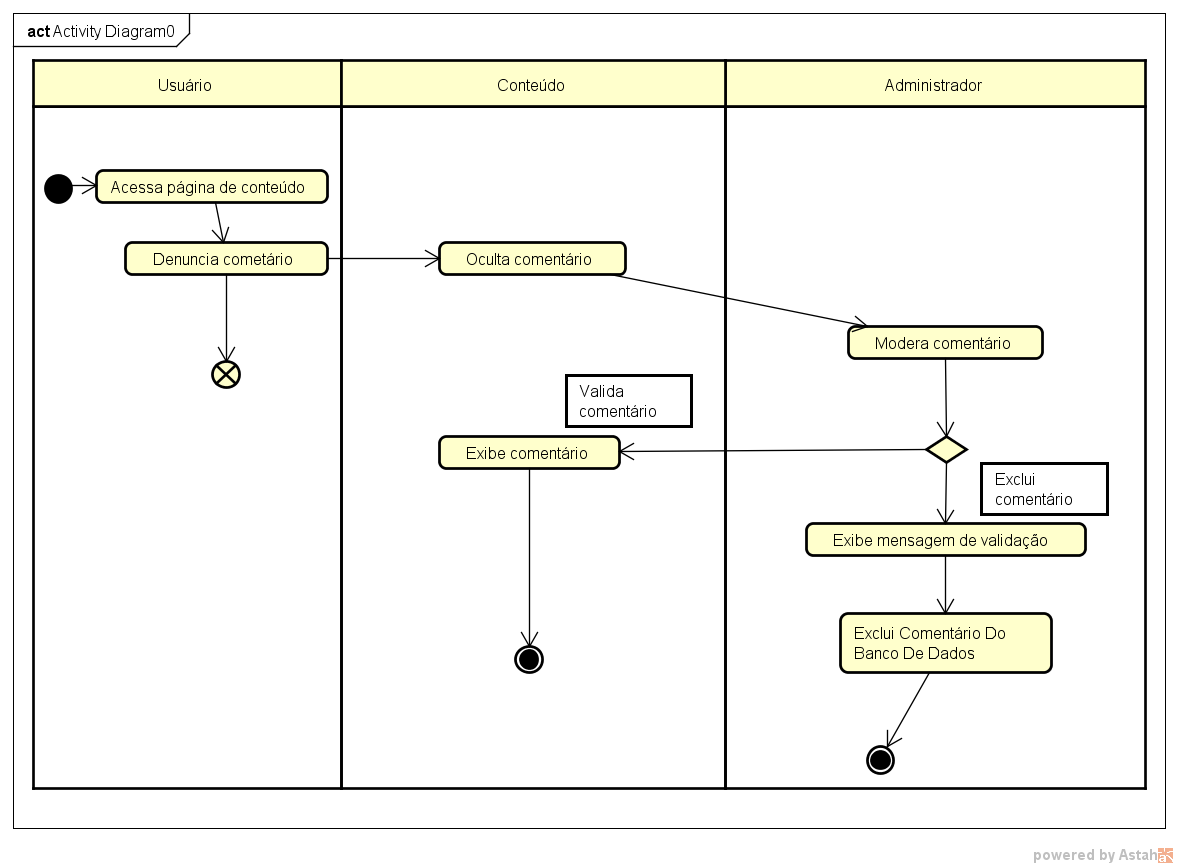 act Activity Diagram0
Usuário
Conteúdo
Administrador
Acessa página de conteúdo
Denuncia cometário
Oculta comentário
Modera comentário
Valida
comentário
Exibe comentário
Exclui
comentário
Exibe mensagem de validação
Exclui Comentário Do
Banco De Dados
powered by Astah